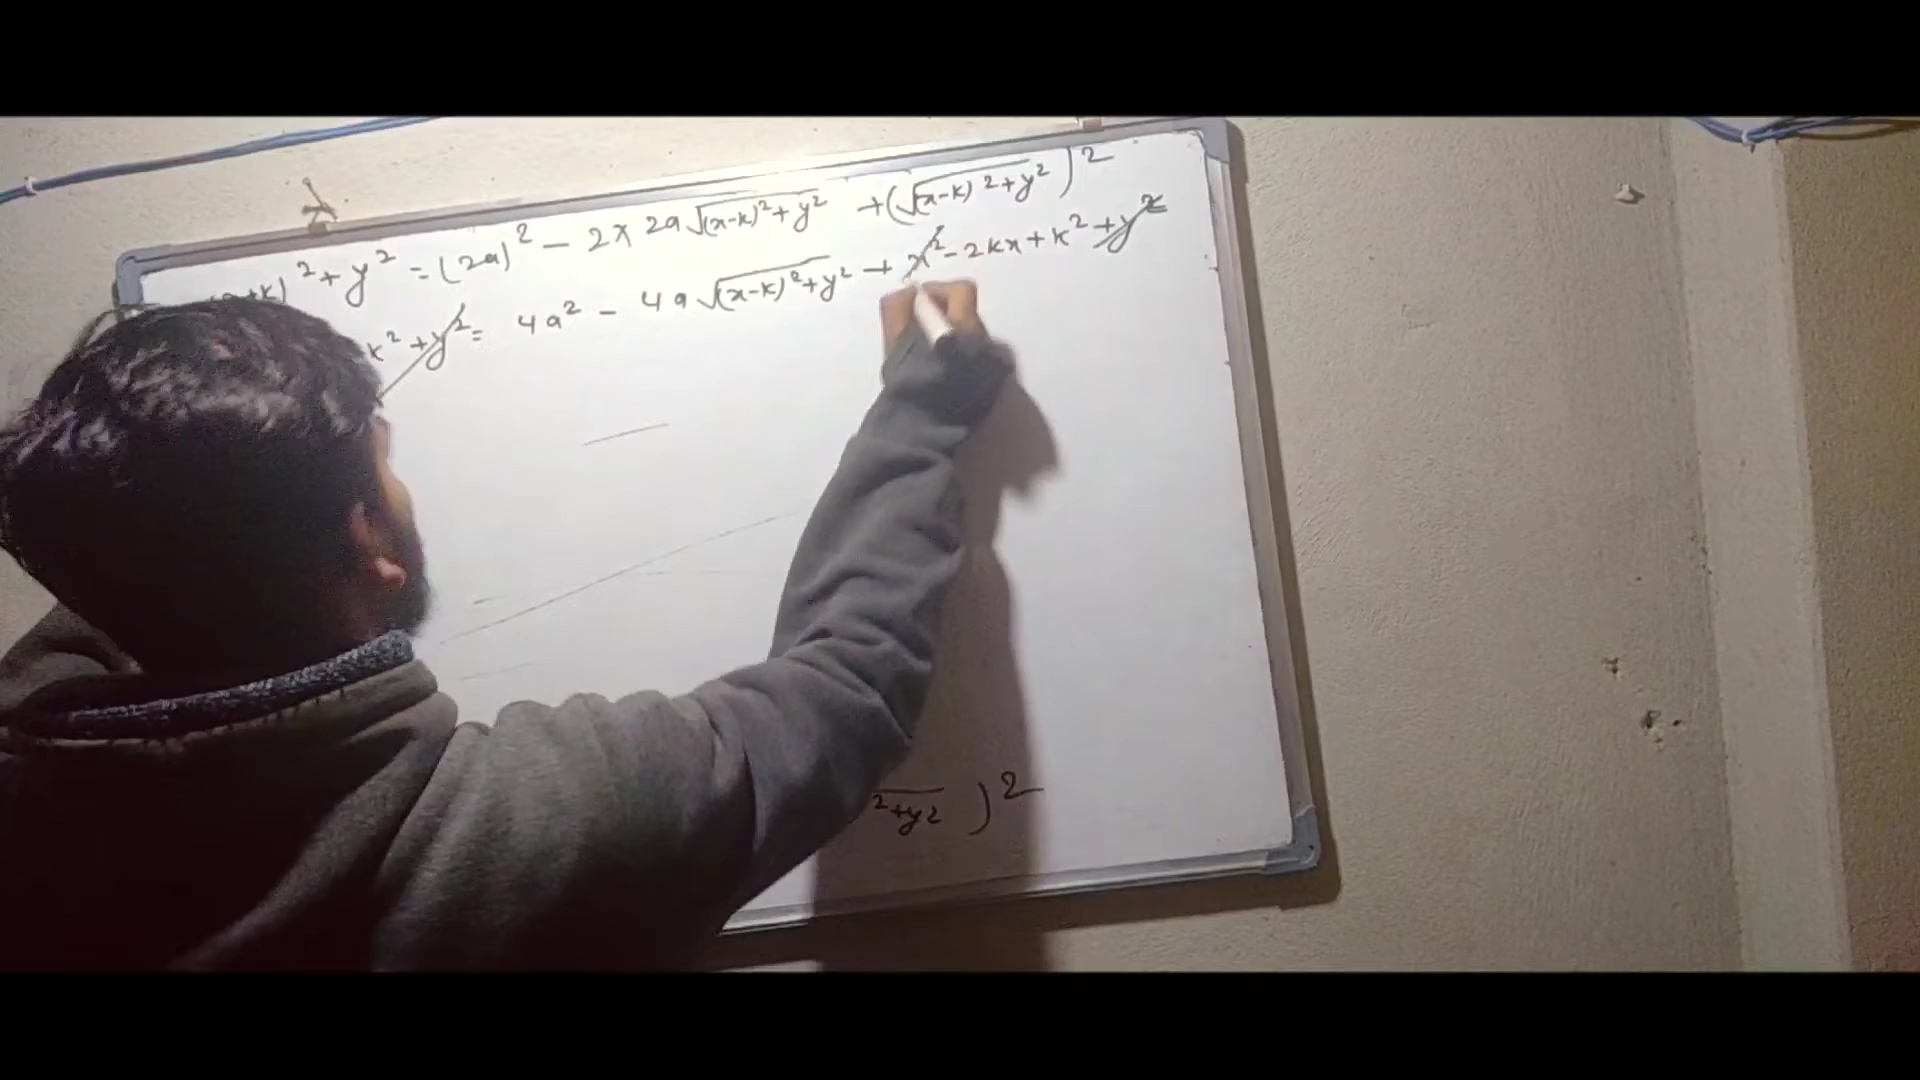 +k)² + y² = (2a)² - 2 × 2a √(x-k)² + y² + (√(x-k)² + y²)²
k² + y² = 4a² - 4a √(x-k)² + y² + x² - 2kx + k² + y²
² + y² )²